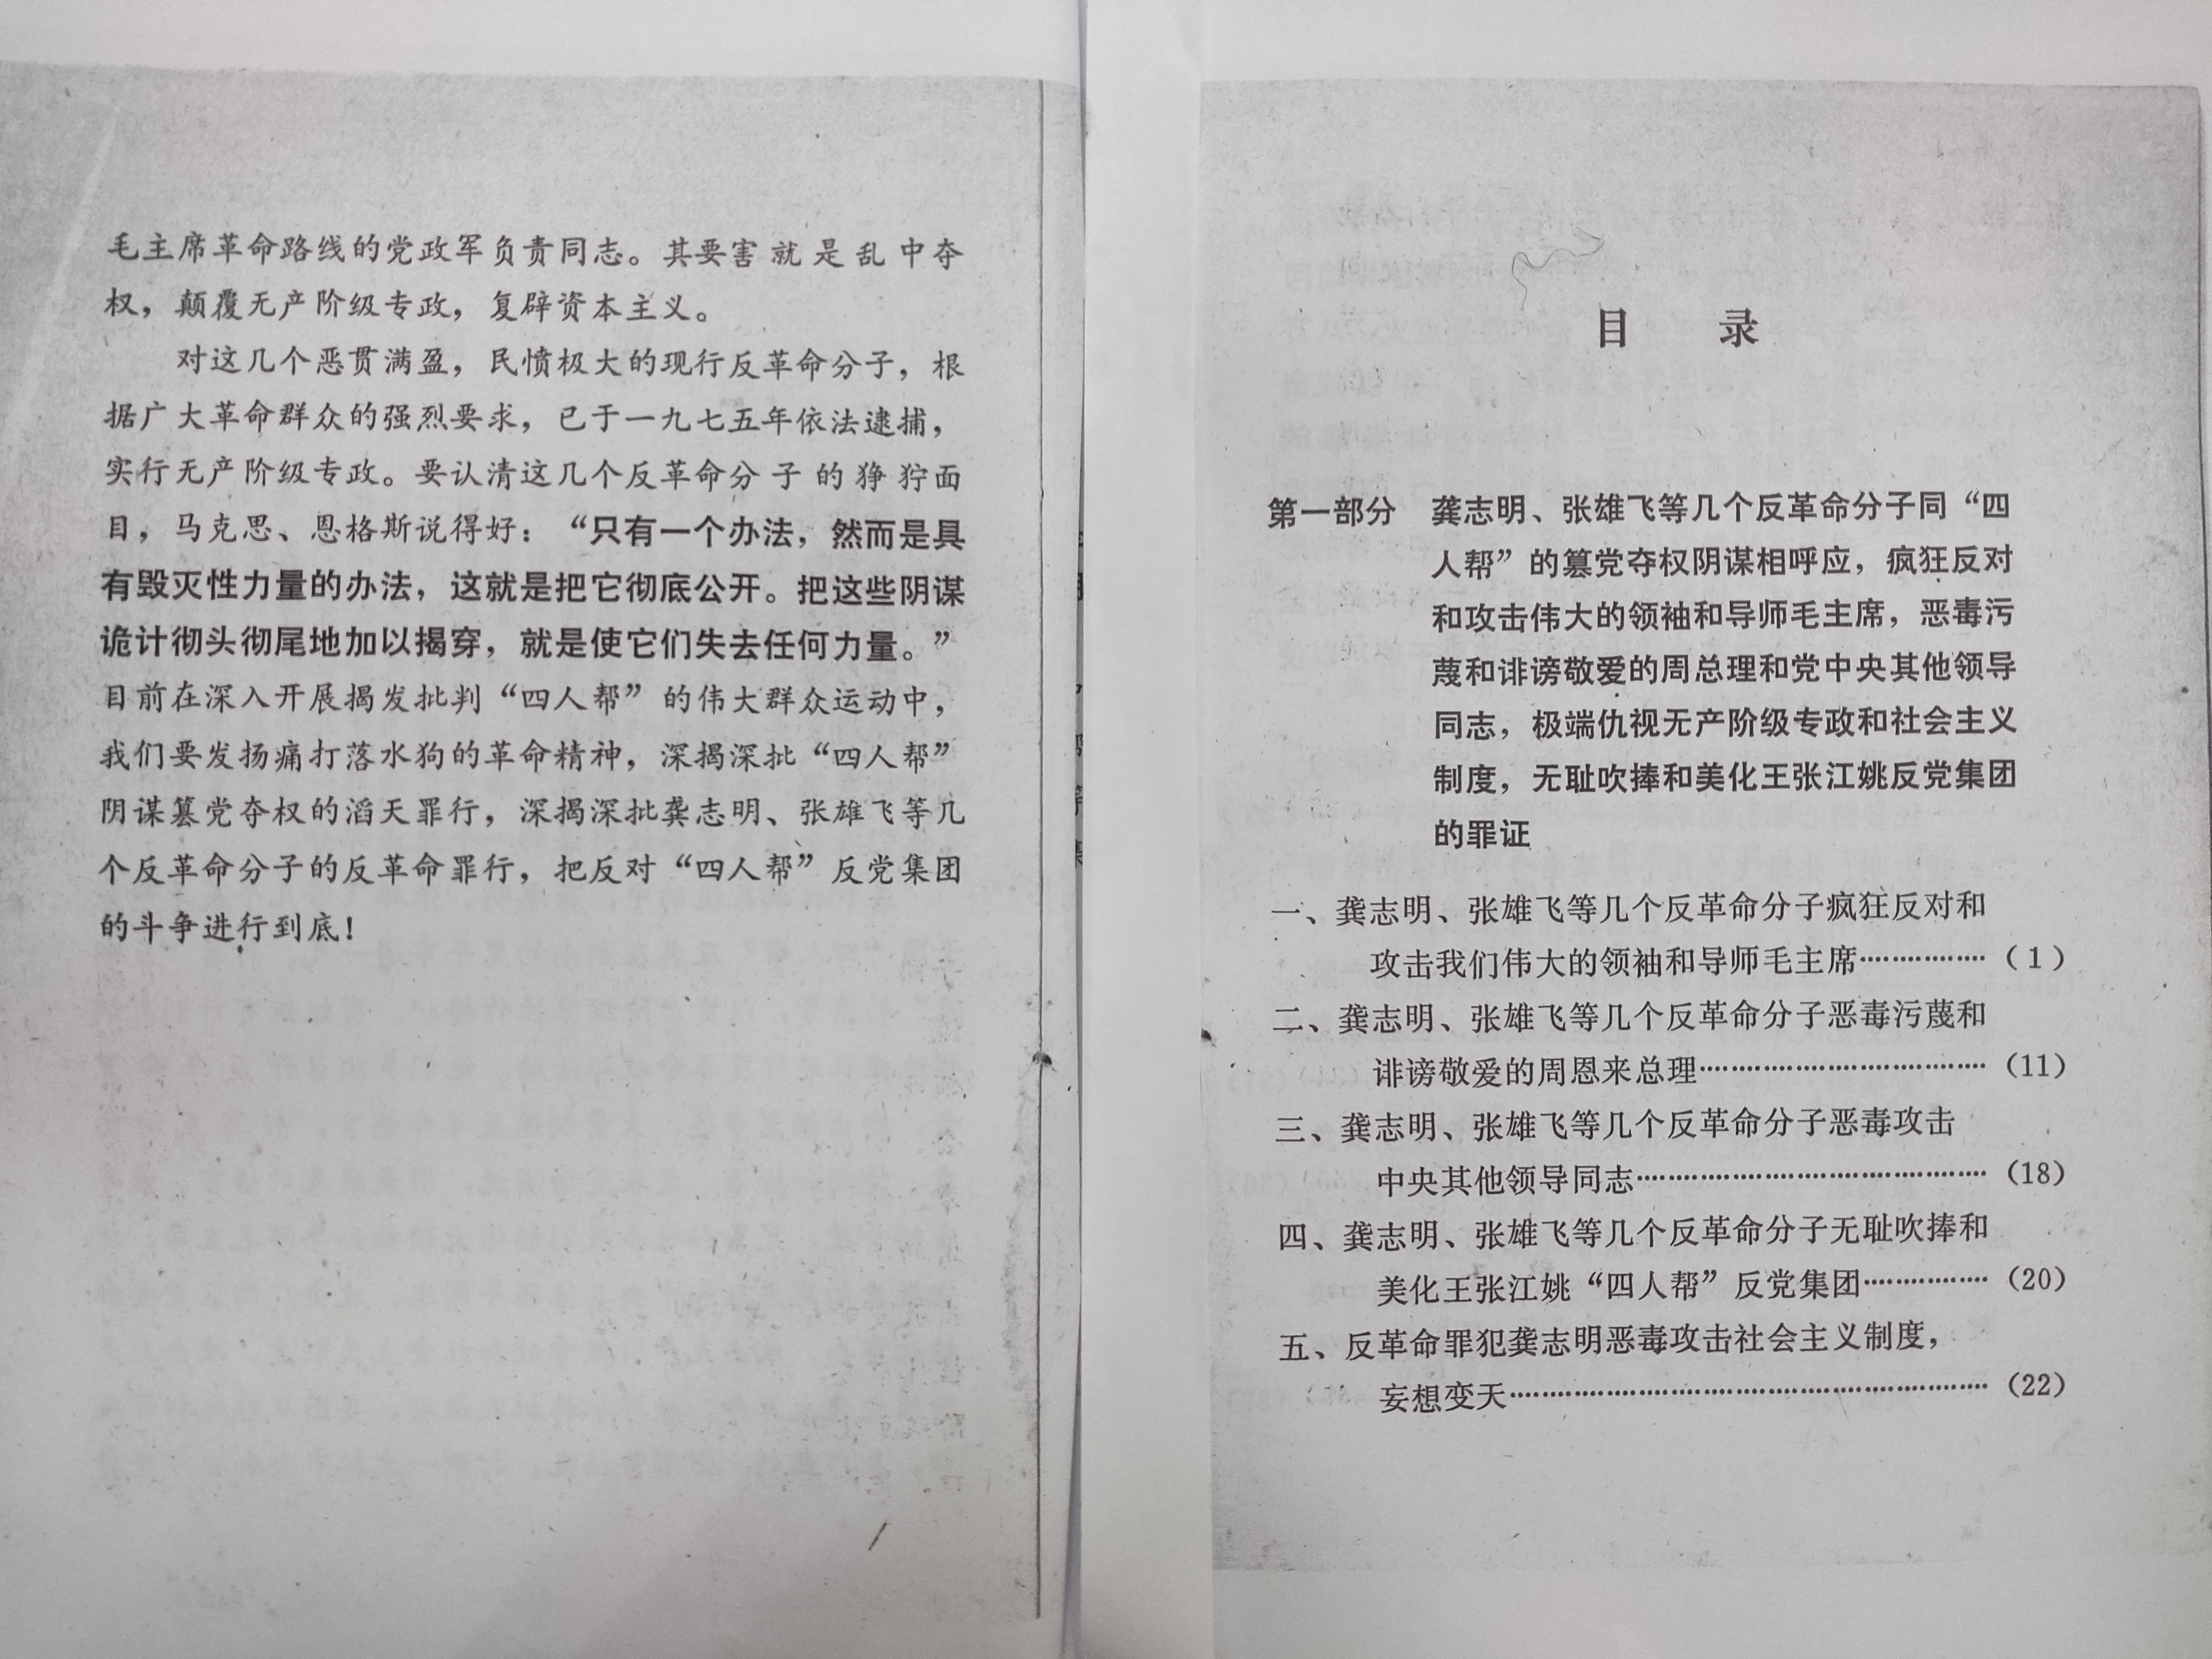 毛主席革命路线的党政军负责同志。其要害就是乱中夺
权，颠覆无产阶级专政，复辟资本主义。
对这几个恶贯满盈，民愤极大的现行反革命分子，根
据广大革命群众的强烈要求，已于一九七五年依法逮捕，
实行无产阶级专政。要认清这几个反革命分子的狰狞面
目，马克思、恩格斯说得好：“只有一个办法，然而是具
有毁灭性力量的办法，这就是把它彻底公开。把这些阴谋
诡计彻头彻尾地加以揭穿，就是使它们失去任何力量。”
目前在深入开展揭发批判“四人帮”的伟大群众运动中，
我们要发扬痛打落水狗的革命精神，深揭深批“四人帮”
阴谋篡党夺权的滔天罪行，深揭深批龚志明、张雄飞等几
个反革命分子的反革命罪行，把反对“四人帮”反党集团
的斗争进行到底！
目　录
第一部分　龚志明、张雄飞等几个反革命分子同“四
人帮”的篡党夺权阴谋相呼应，疯狂反对
和攻击伟大的领袖和导师毛主席，恶毒污
蔑和诽谤敬爱的周总理和党中央其他领导
同志，极端仇视无产阶级专政和社会主义
制度，无耻吹捧和美化王张江姚反党集团
的罪证
一、龚志明、张雄飞等几个反革命分子疯狂反对和
攻击我们伟大的领袖和导师毛主席……………（1）
二、龚志明、张雄飞等几个反革命分子恶毒污蔑和
诽谤敬爱的周恩来总理………………………（11）
三、龚志明、张雄飞等几个反革命分子恶毒攻击
中央其他领导同志……………………………（18）
四、龚志明、张雄飞等几个反革命分子无耻吹捧和
美化王张江姚“四人帮”反党集团……………（20）
五、反革命罪犯龚志明恶毒攻击社会主义制度，
妄想变天………………………………………（22）